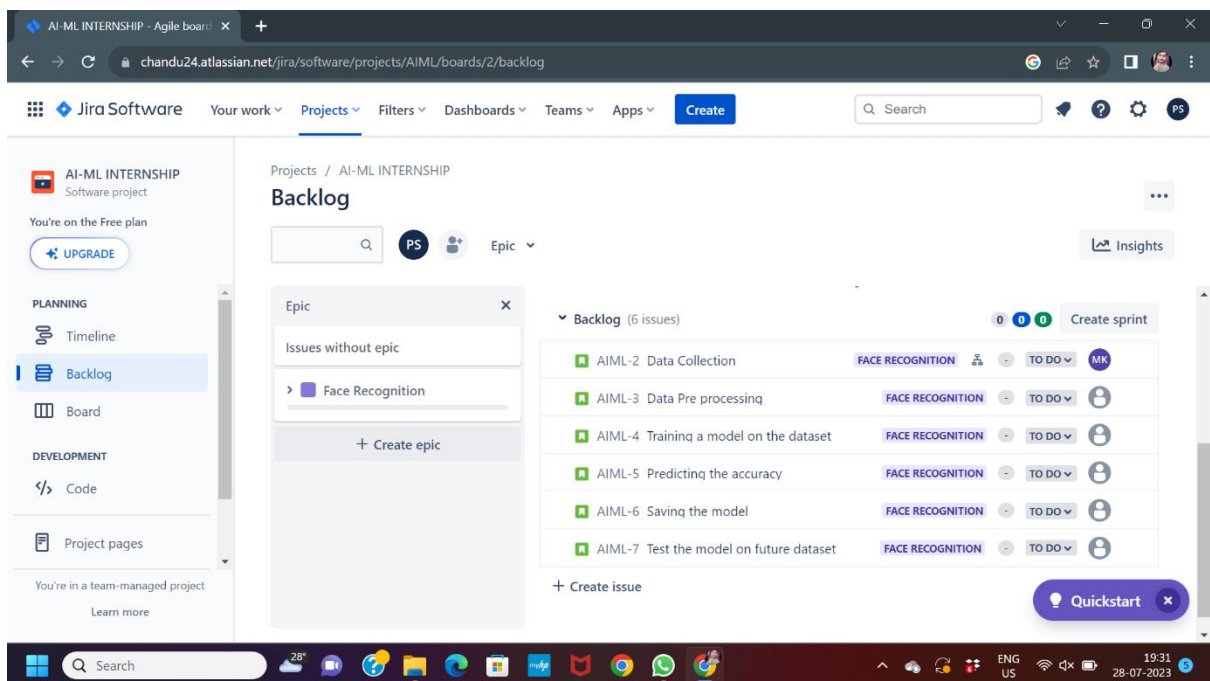 AI-ML INTERNSHIP - Agile board
chandu24.atlassian.net/jira/software/projects/AIML/boards/2/backlog
Jira Software Your work Projects Filters Dashboards Teams Apps Create Search PS
AI-ML INTERNSHIP
Software project
You're on the Free plan
UPGRADE
PLANNING
Timeline
Backlog
Board
DEVELOPMENT
Code
Project pages
You're in a team-managed project
Learn more
Projects / AI-ML INTERNSHIP
Backlog
PS Epic Insights
Epic
Issues without epic
Face Recognition
+ Create epic
Backlog (6 issues) 0 0 0 Create sprint
AIML-2 Data Collection FACE RECOGNITION - TO DO MK
AIML-3 Data Pre processing FACE RECOGNITION - TO DO
AIML-4 Training a model on the dataset FACE RECOGNITION - TO DO
AIML-5 Predicting the accuracy FACE RECOGNITION - TO DO
AIML-6 Saving the model FACE RECOGNITION - TO DO
AIML-7 Test the model on future dataset FACE RECOGNITION - TO DO
+ Create issue
Quickstart
Search 28° ENG 19:31
US 28-07-2023 5